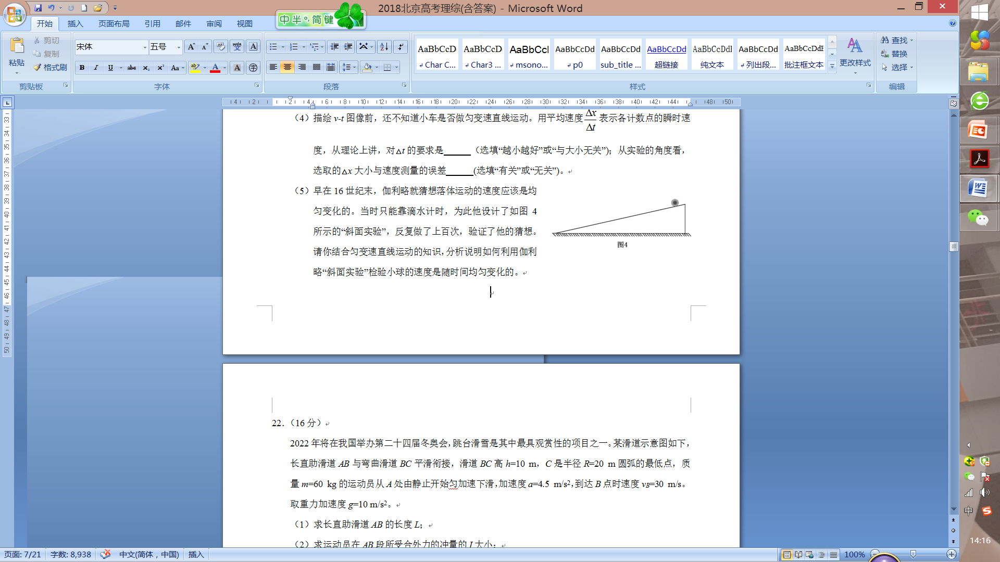 2018北京高考理综(含答案) - Microsoft Word
中 半 简 键
开始 插入 页面布局 引用 邮件 审阅 视图
粘贴 剪切 复制 格式刷
宋体 五号
AaBbCcD AaBbCcD AaBbCcI AaBbCcDd AaBbCcDd AaBbCcDd AaBbCcDdI AaBbCcDd AaBbCcDdE
Char C... Char3 ... msono... p0 sub_title ... 超链接 纯文本 列出段... 批注框文本
更改样式 查找 替换 选择
剪贴板 字体 段落 样式 编辑
（4）描绘 v-t 图像前，还不知道小车是否做匀变速直线运动。用平均速度 Δx/Δt 表示各计数点的瞬时速
度，从理论上讲，对△t 的要求是______（选填“越小越好”或“与大小无关”)；从实验的角度看，
选取的△x 大小与速度测量的误差______(选填“有关”或“无关”)。
（5）早在 16 世纪末，伽利略就猜想落体运动的速度应该是均
匀变化的。当时只能靠滴水计时，为此他设计了如图 4
所示的“斜面实验”，反复做了上百次，验证了他的猜想。
请你结合匀变速直线运动的知识，分析说明如何利用伽利
略“斜面实验”检验小球的速度是随时间均匀变化的。
图4
22．（16 分）
2022 年将在我国举办第二十四届冬奥会，跳台滑雪是其中最具观赏性的项目之一。某滑道示意图如下，
长直助滑道 AB 与弯曲滑道 BC 平滑衔接，滑道 BC 高 h=10 m，C 是半径 R=20 m 圆弧的最低点，质
量 m=60 kg 的运动员从 A 处由静止开始匀加速下滑，加速度 a=4.5 m/s²，到达 B 点时速度 vB=30 m/s。
取重力加速度 g=10 m/s²。
（1）求长直助滑道 AB 的长度 L；
（2）求运动员在 AB 段所受合外力的冲量的 I 大小；
页面: 7/21 字数: 8,938 中文(简体，中国) 插入 100%
中
14:16